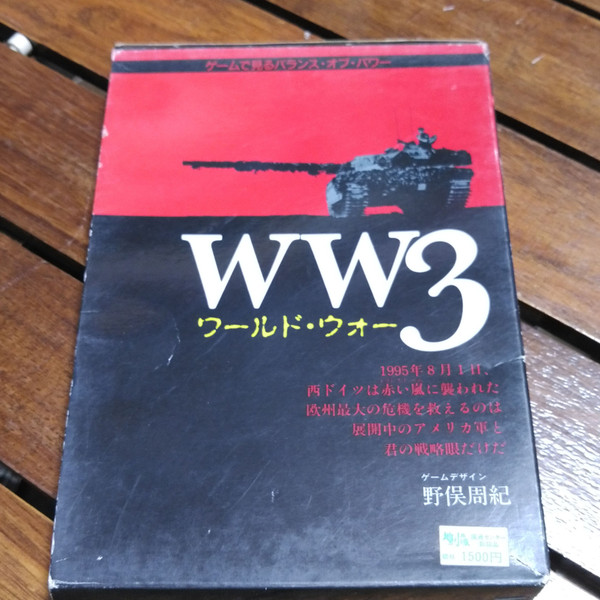 ゲームで見るバランス・オブ・パワー
WW3
ワールド・ウォー
1995年8月1日、
西ドイツは赤い嵐に襲われた
欧州最大の危機を救えるのは
展開中のアメリカ軍と
君の戦略眼だけだ
ゲームデザイン
野俣周紀
1500円